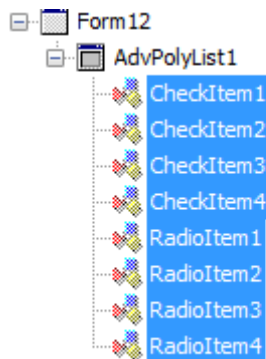 Form12
AdvPolyList1
CheckItem1
CheckItem2
CheckItem3
CheckItem4
RadioItem1
RadioItem2
RadioItem3
RadioItem4